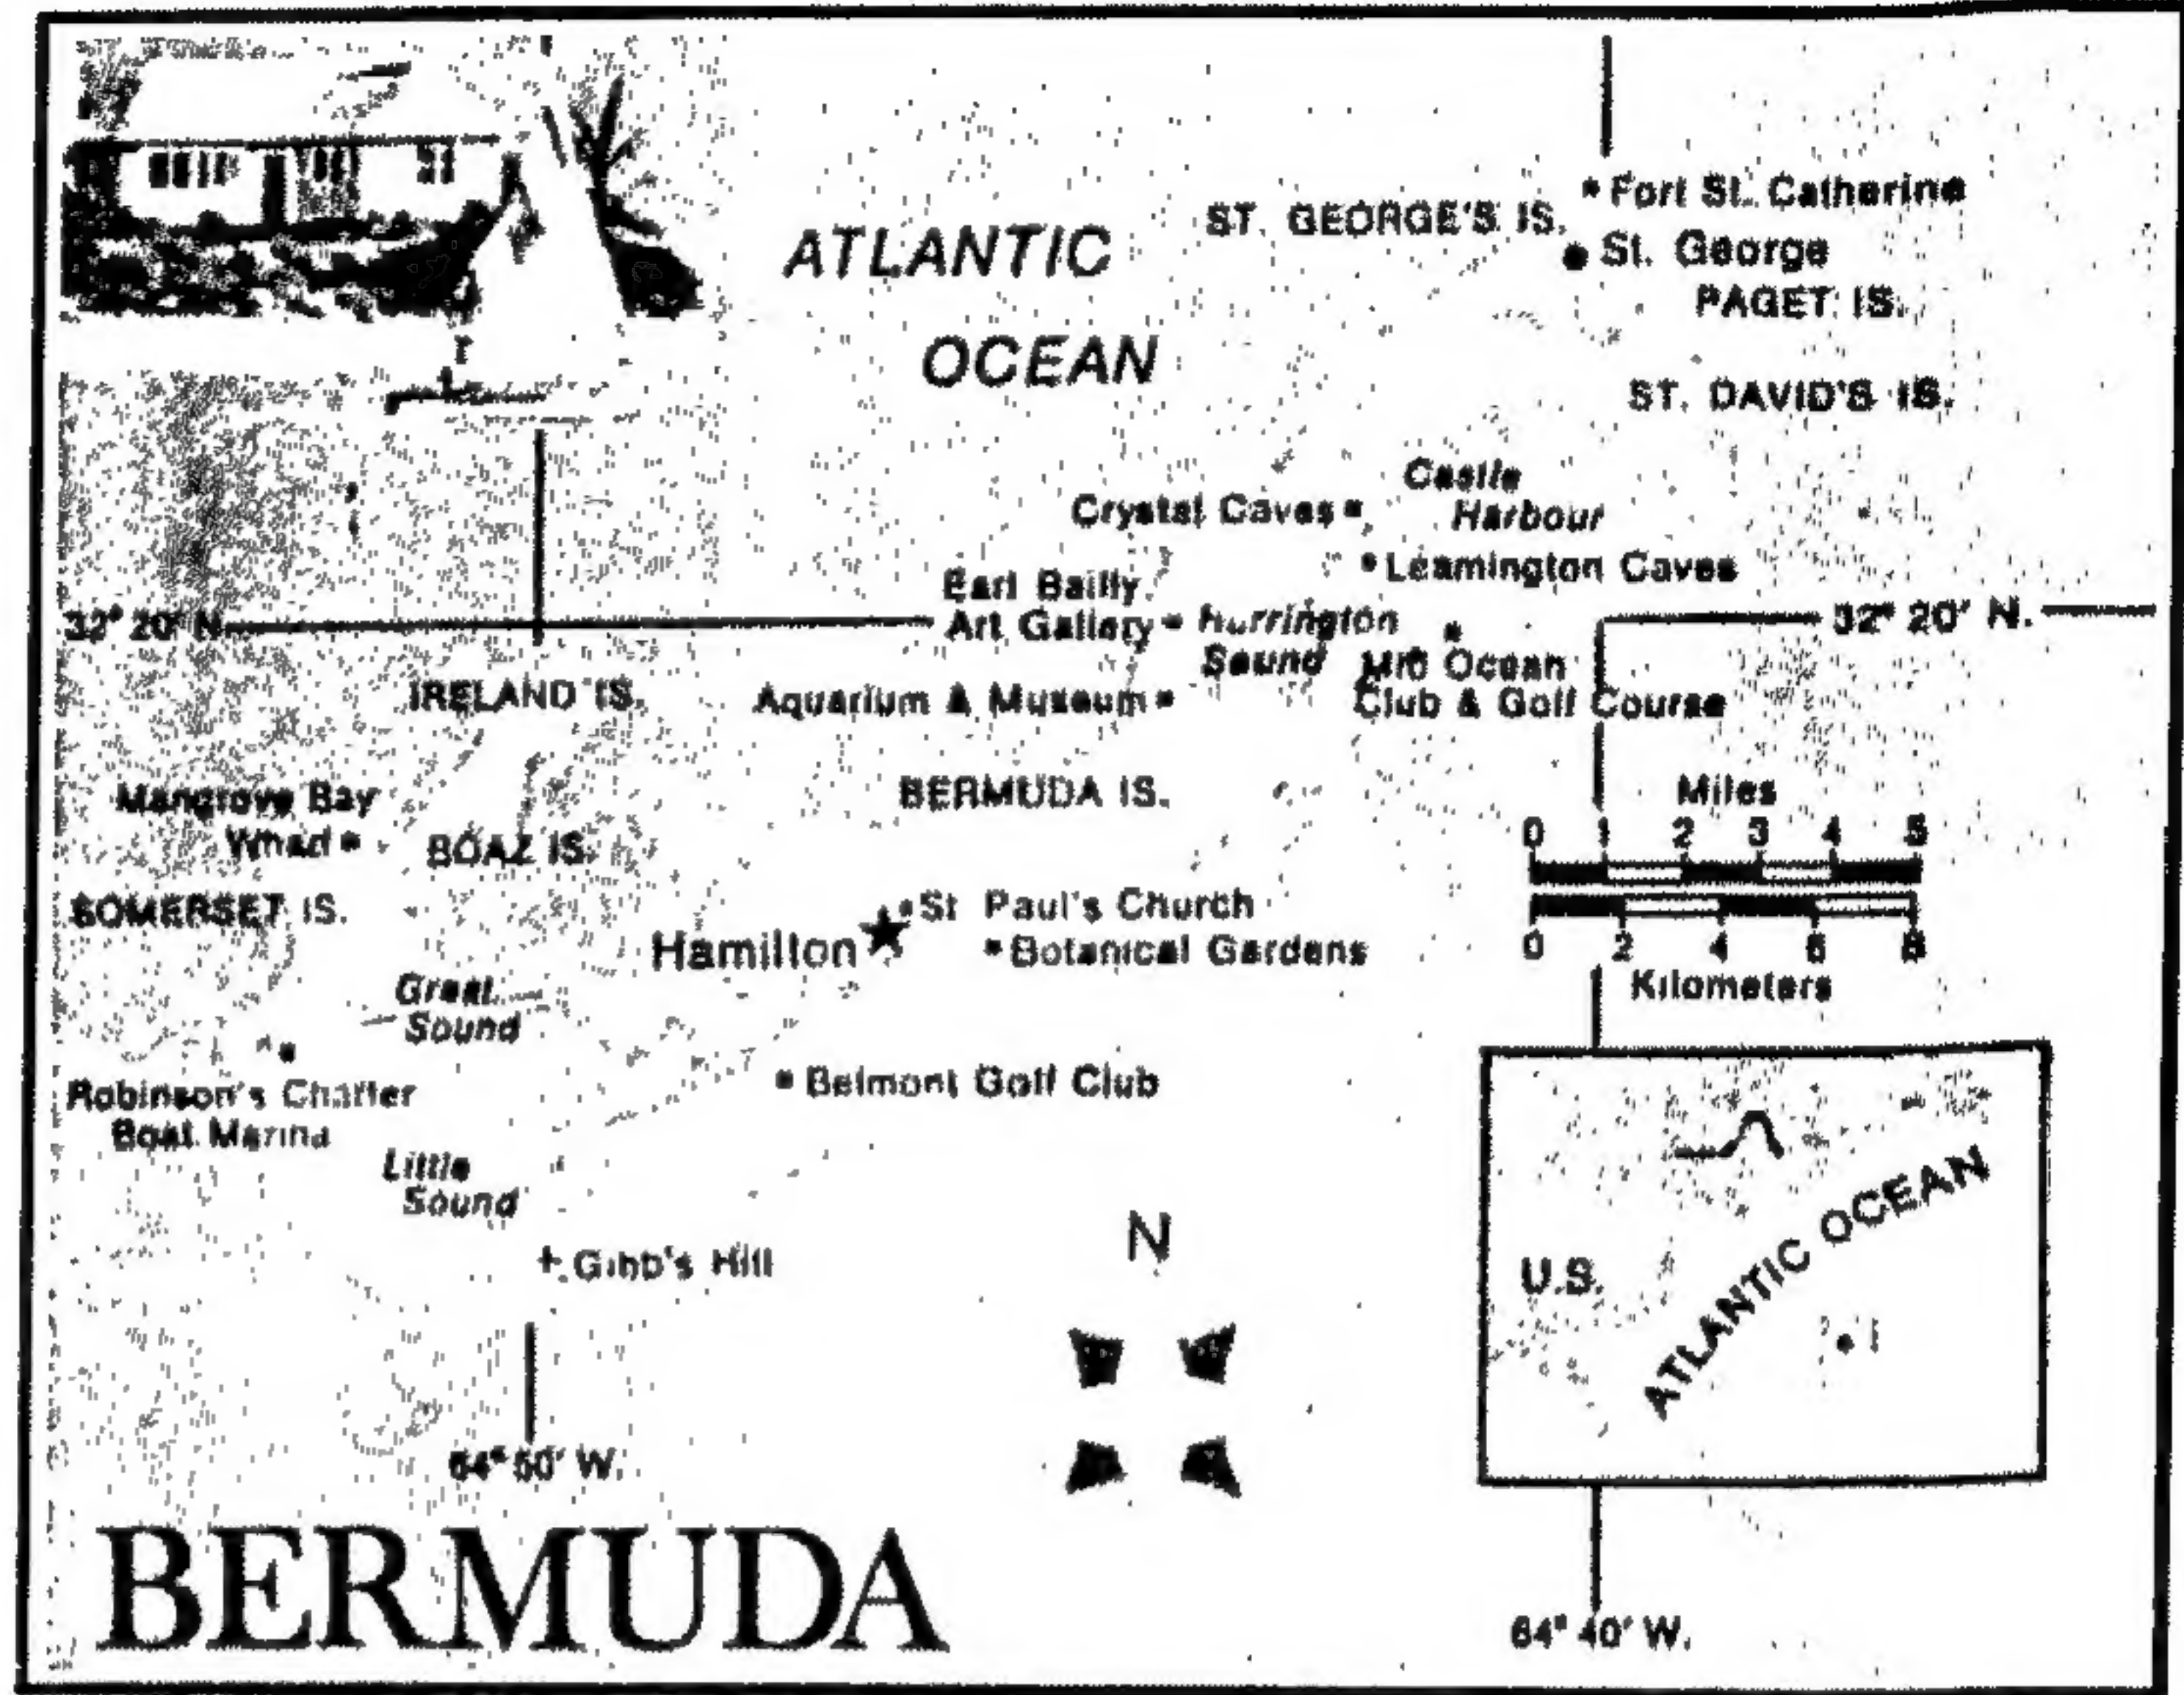 ATLANTIC
OCEAN
ST. GEORGE'S IS.
Fort St. Catherine
St. George
PAGET IS.
ST. DAVID'S IS.
Castle
Harbour
Crystal Caves
Leamington Caves
Earl Bailly
Art Gallery
Harrington
Sound
32° 20' N.
32° 20' N.
Mid Ocean
Club & Golf Course
IRELAND IS.
Aquarium & Museum
BERMUDA IS.
Mangrove Bay
Wharf
BOAZ IS.
SOMERSET IS.
St Paul's Church
Hamilton
Botanical Gardens
Miles
0 1 2 3 4 5
0 2 4 6 8
Kilometers
Great
Sound
Robinson's Charter
Boat Marina
Belmont Golf Club
Little
Sound
Gibb's Hill
N
U.S.
ATLANTIC OCEAN
64° 50' W.
64° 40' W.
BERMUDA